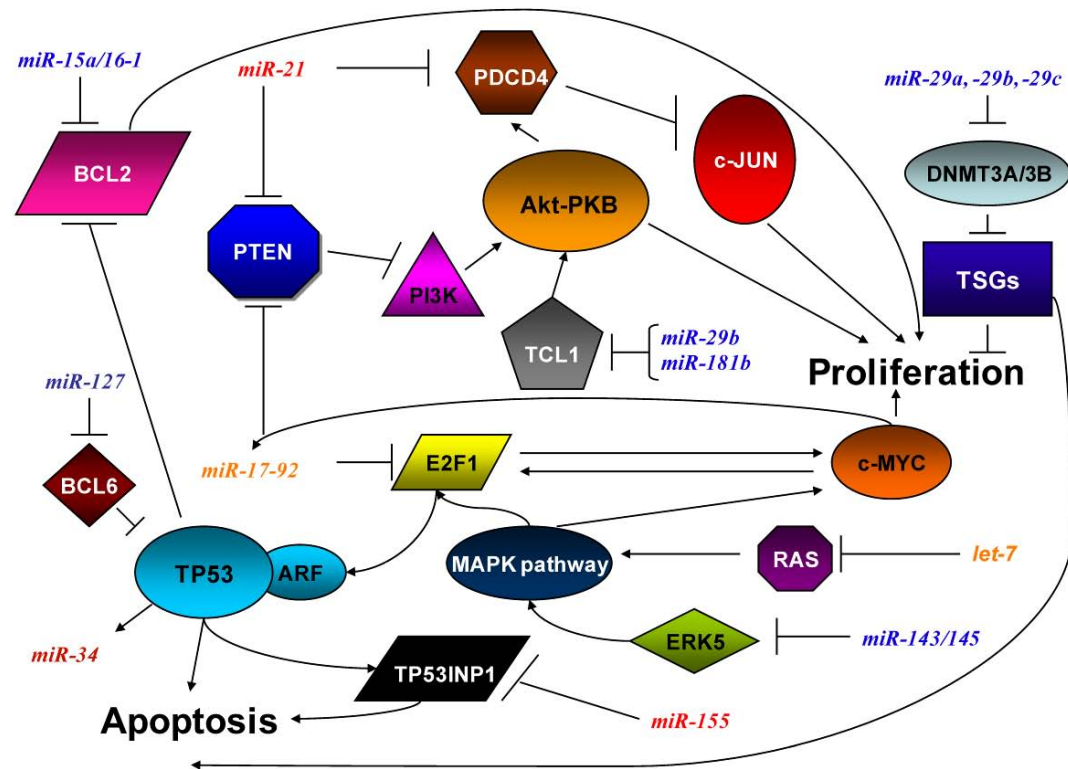 miR-15a/16-1
miR-21
PDCD4
miR-29a, -29b, -29c
BCL2
c-JUN
DNMT3A/3B
Akt-PKB
PTEN
PI3K
TSGs
TCL1
miR-29b
miR-181b
Proliferation
miR-127
miR-17-92
E2F1
c-MYC
BCL6
TP53
ARF
MAPK pathway
RAS
let-7
miR-34
ERK5
miR-143/145
TP53INP1
Apoptosis
miR-155